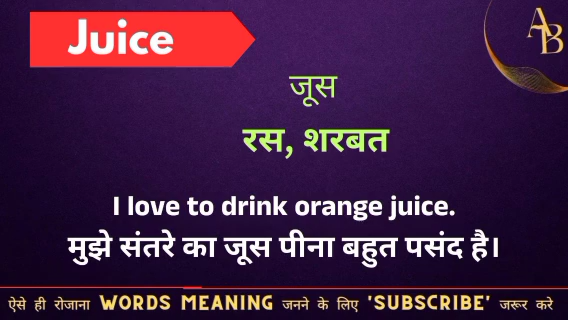 Juice
AB
जूस
रस, शरबत
I love to drink orange juice.
मुझे संतरे का जूस पीना बहुत पसंद है।
ऐसे ही रोजाना WORDS MEANING जनने के लिए 'SUBSCRIBE' जरूर करे